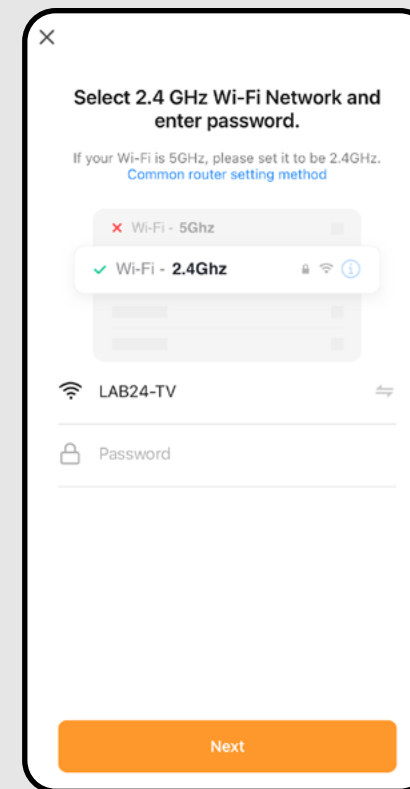 Select 2.4 GHz Wi-Fi Network and
enter password.
If your Wi-Fi is 5GHz, please set it to be 2.4GHz.
Common router setting method
Wi-Fi - 5Ghz
Wi-Fi - 2.4Ghz
LAB24-TV
Password
Next